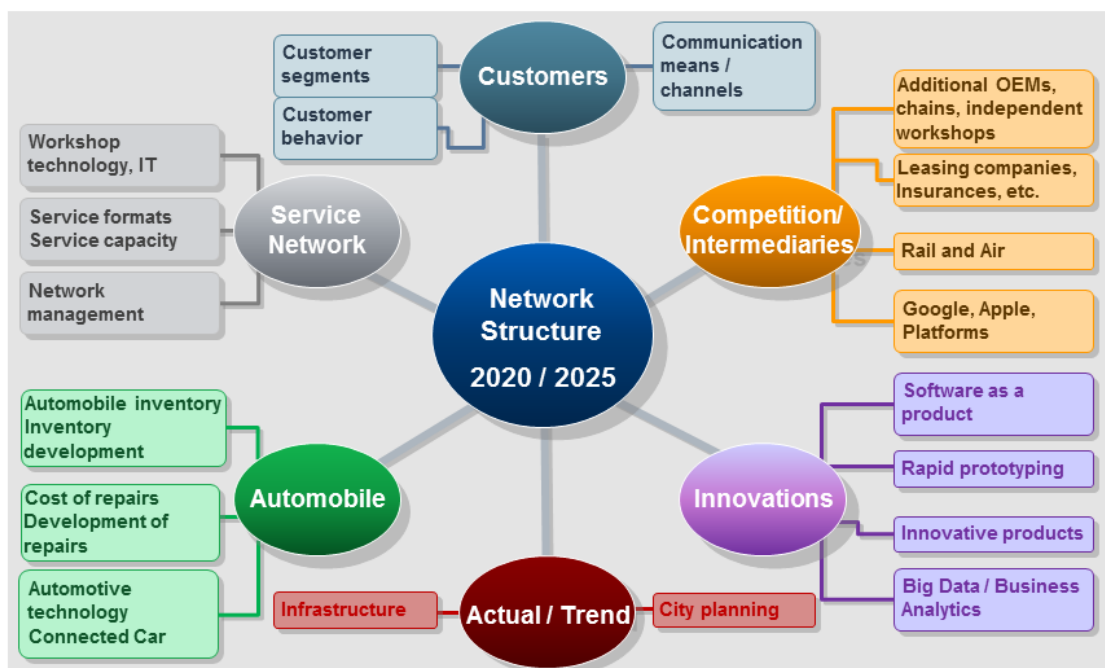 Customer
segments
Customer
behavior
Customers
Communication
means /
channels
Workshop
technology, IT
Service formats
Service capacity
Network
management
Service
Network
Competition/
Intermediaries
Additional OEMs,
chains, independent
workshops
Leasing companies,
Insurances, etc.
Rail and Air
Google, Apple,
Platforms
Network
Structure
2020 / 2025
Automobile inventory
Inventory
development
Cost of repairs
Development of
repairs
Automotive
technology
Connected Car
Automobile
Innovations
Software as a
product
Rapid prototyping
Innovative products
Big Data / Business
Analytics
Infrastructure
Actual / Trend
City planning